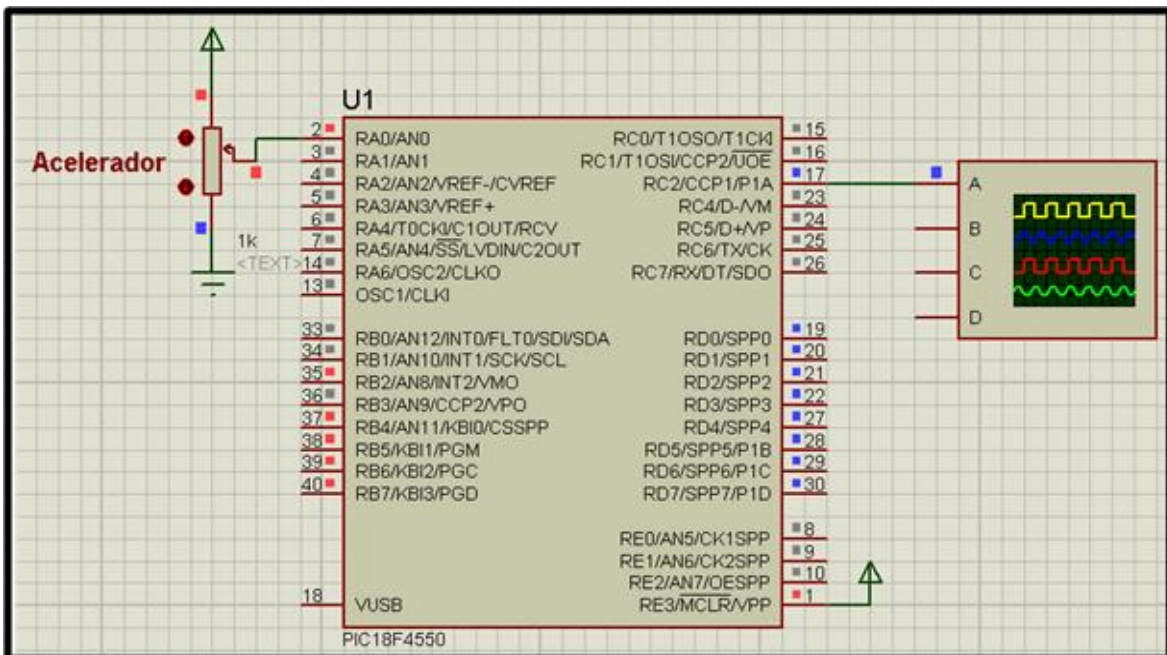 U1
Acelerador
1k
<TEXT>
2 RA0/AN0
3 RA1/AN1
4 RA2/AN2/VREF-/CVREF
5 RA3/AN3/VREF+
6 RA4/T0CKI/C1OUT/RCV
7 RA5/AN4/SS/LVDIN/C2OUT
14 RA6/OSC2/CLKO
13 OSC1/CLKI
33 RB0/AN12/INT0/FLT0/SDI/SDA
34 RB1/AN10/INT1/SCK/SCL
35 RB2/AN8/INT2/VMO
36 RB3/AN9/CCP2/VPO
37 RB4/AN11/KBI0/CSSPP
38 RB5/KBI1/PGM
39 RB6/KBI2/PGC
40 RB7/KBI3/PGD
18 VUSB
RC0/T1OSO/T1CKI 15
RC1/T1OSI/CCP2/UOE 16
RC2/CCP1/P1A 17
RC4/D-/VM 23
RC5/D+/VP 24
RC6/TX/CK 25
RC7/RX/DT/SDO 26
RD0/SPP0 19
RD1/SPP1 20
RD2/SPP2 21
RD3/SPP3 22
RD4/SPP4 27
RD5/SPP5/P1B 28
RD6/SPP6/P1C 29
RD7/SPP7/P1D 30
RE0/AN5/CK1SPP 8
RE1/AN6/CK2SPP 9
RE2/AN7/OESPP 10
RE3/MCLR/VPP 1
PIC18F4550
A
B
C
D